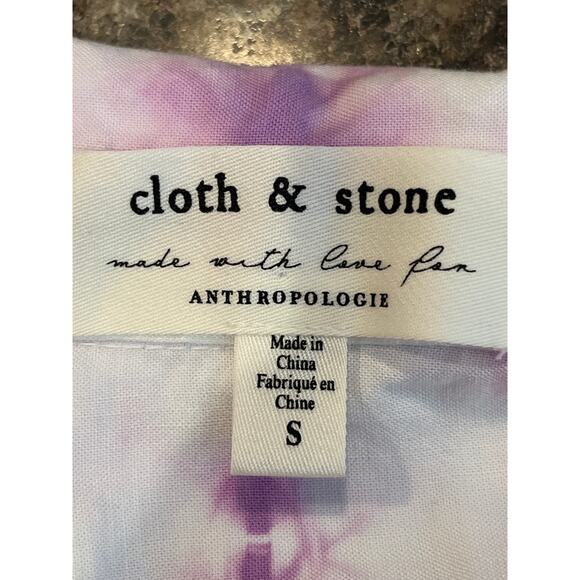 cloth & stone
made with love for
ANTHROPOLOGIE
Made in
China
Fabriqué en
Chine
S